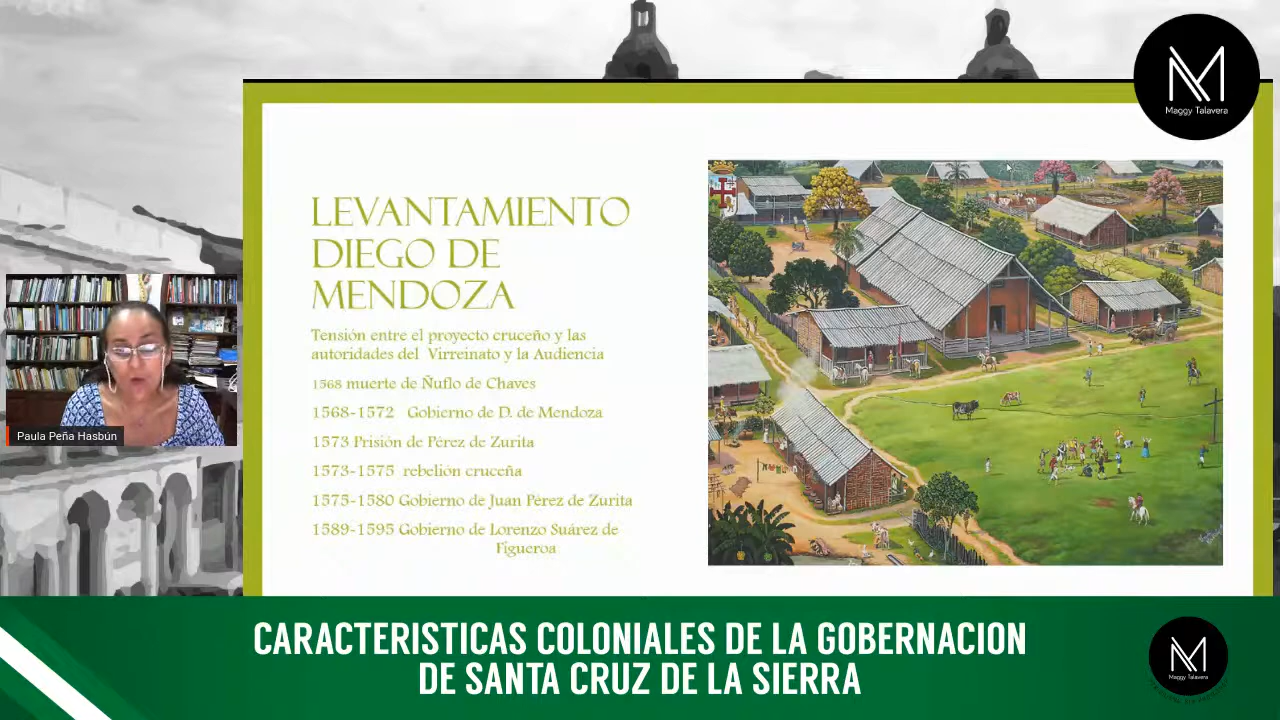 Maggy Talavera
LEVANTAMIENTO
DIEGO DE
MENDOZA
Tensión entre el proyecto cruceño y las
autoridades del Virreinato y la Audiencia
1568 muerte de Ñuflo de Chaves
1568-1572 Gobierno de D. de Mendoza
1573 Prisión de Pérez de Zurita
1573-1575 rebelión cruceña
1575-1580 Gobierno de Juan Pérez de Zurita
1589-1595 Gobierno de Lorenzo Suárez de
Figueroa
Paula Peña Hasbún
CARACTERISTICAS COLONIALES DE LA GOBERNACION
DE SANTA CRUZ DE LA SIERRA
Maggy Talavera